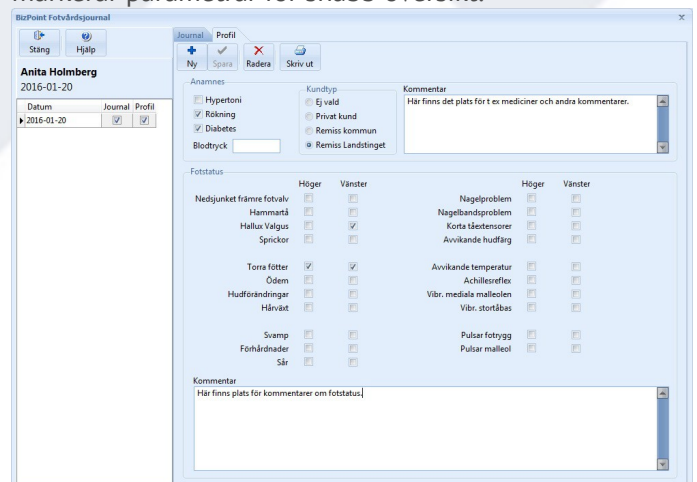 BizPoint Fotvårdsjournal x
Stäng Hjälp
Anita Holmberg
2016-01-20
Datum Journal Profil
2016-01-20
Journal Profil
Ny Spara Radera Skriv ut
Anamnes
Hypertoni
Rökning
Diabetes
Blodtryck
Kundtyp
Ej vald
Privat kund
Remiss kommun
Remiss Landstinget
Kommentar
Här finns det plats för t ex mediciner och andra kommentarer.
Fotstatus
Höger Vänster
Nedsjunket främre fotvalv
Hammartå
Hallux Valgus
Sprickor
Torra fötter
Ödem
Hudförändringar
Hårväxt
Svamp
Förhårdnader
Sår
Höger Vänster
Nagelproblem
Nagelbandsproblem
Korta tåextensorer
Avvikande hudfärg
Avvikande temperatur
Achillesreflex
Vibr. mediala malleolen
Vibr. stortåbas
Pulsar fotrygg
Pulsar malleol
Kommentar
Här finns plats för kommentarer om fotstatus.